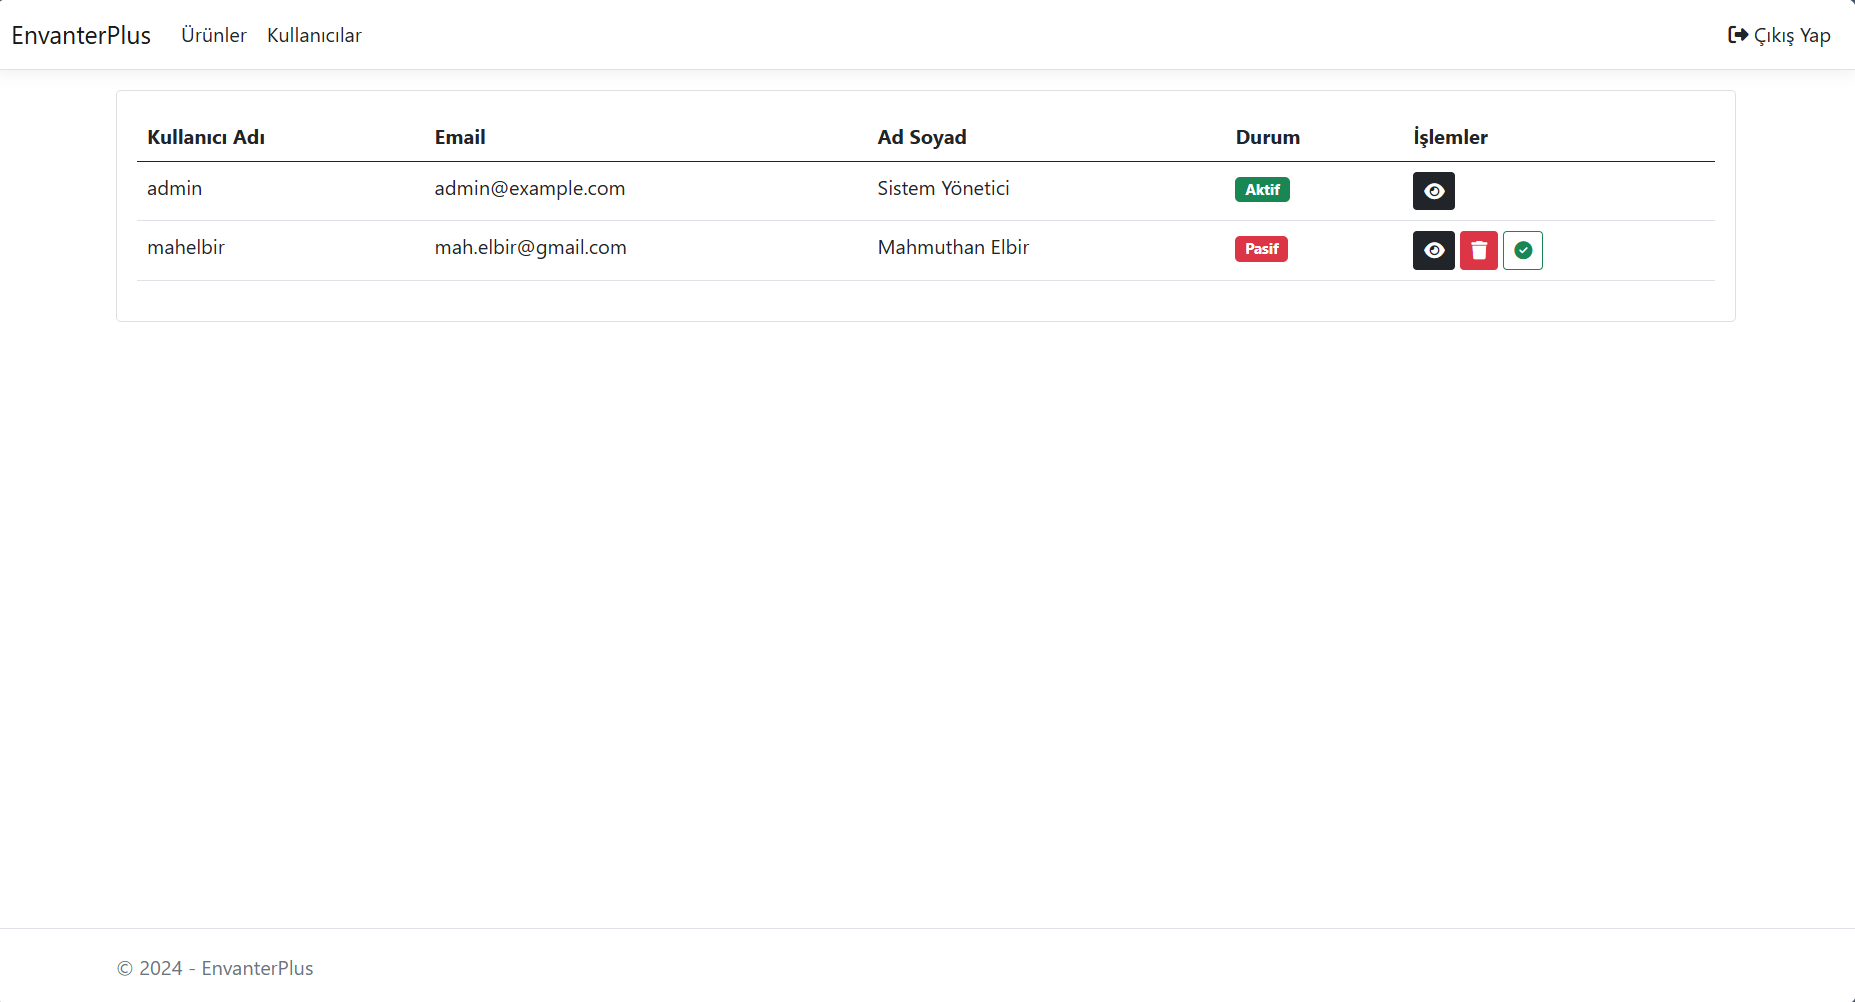 EnvanterPlus Ürünler Kullanıcılar Çıkış Yap
Kullanıcı Adı Email Ad Soyad Durum İşlemler
admin admin@example.com Sistem Yönetici Aktif
mahelbir mah.elbir@gmail.com Mahmuthan Elbir Pasif
© 2024 - EnvanterPlus